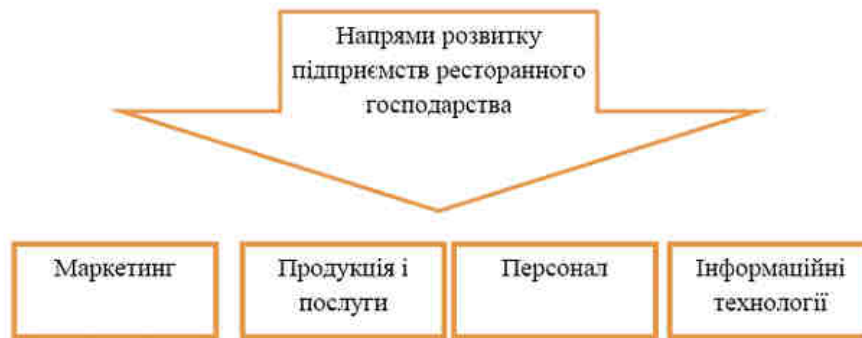 Напрями розвитку
підприємств ресторанного
господарства
Маркетинг
Продукція і
послуги
Персонал
Інформаційні
технології